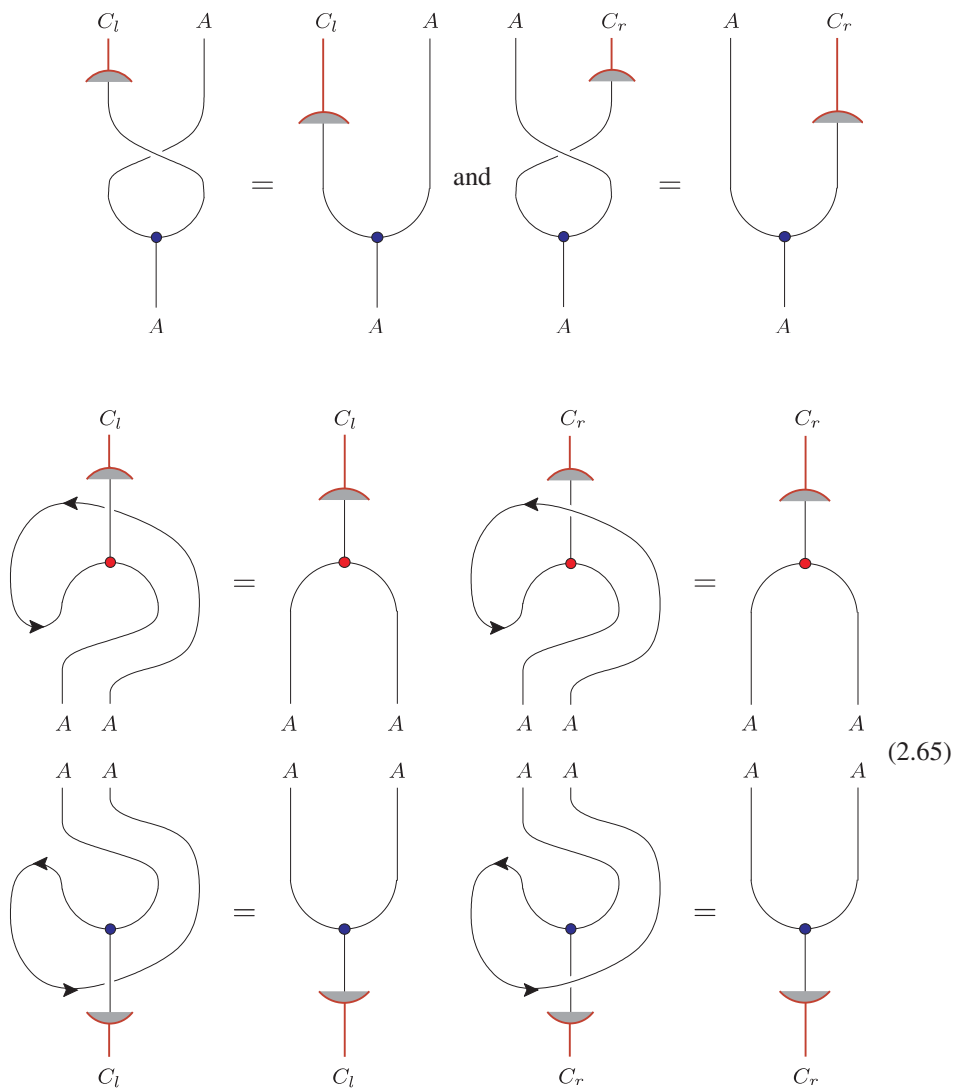 C_l A C_l A A C_r A C_r
= and =
A A A A
C_l C_l C_r C_r
= =
A A A A A A A A
(2.65)
A A A A A A A A
= =
C_l C_l C_r C_r